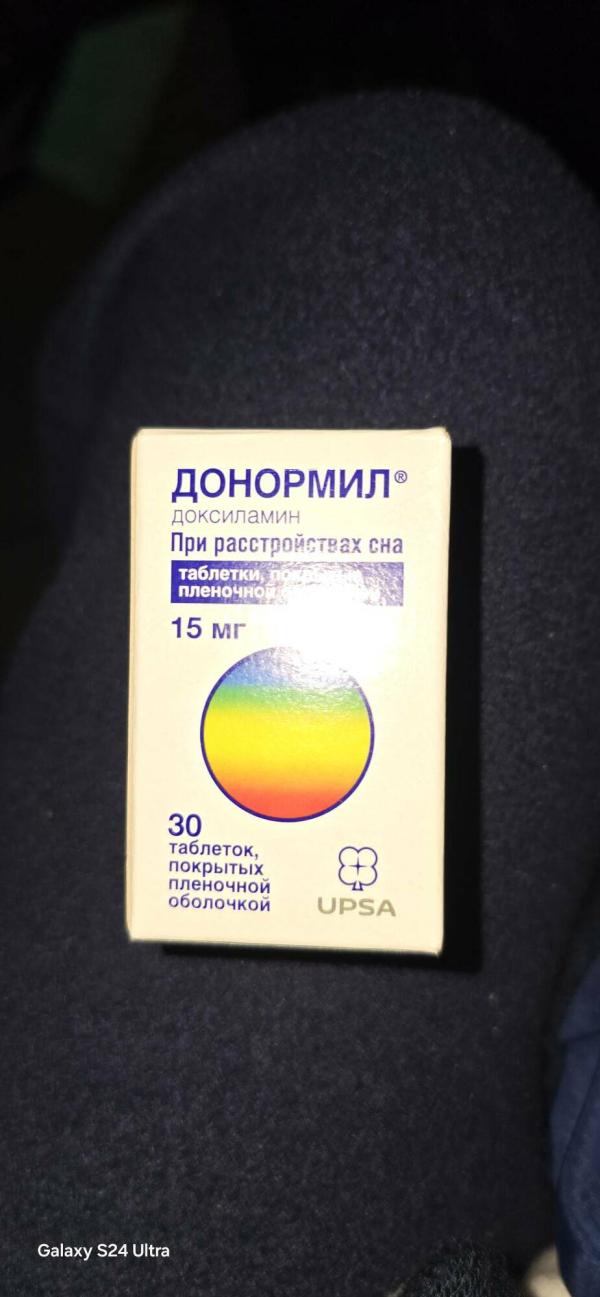 ДОНОРМИЛ®
доксиламин
При расстройствах сна
таблетки,
пленочной
15 мг
30
таблеток,
покрытых
пленочной
оболочкой
UPSA
Galaxy S24 Ultra